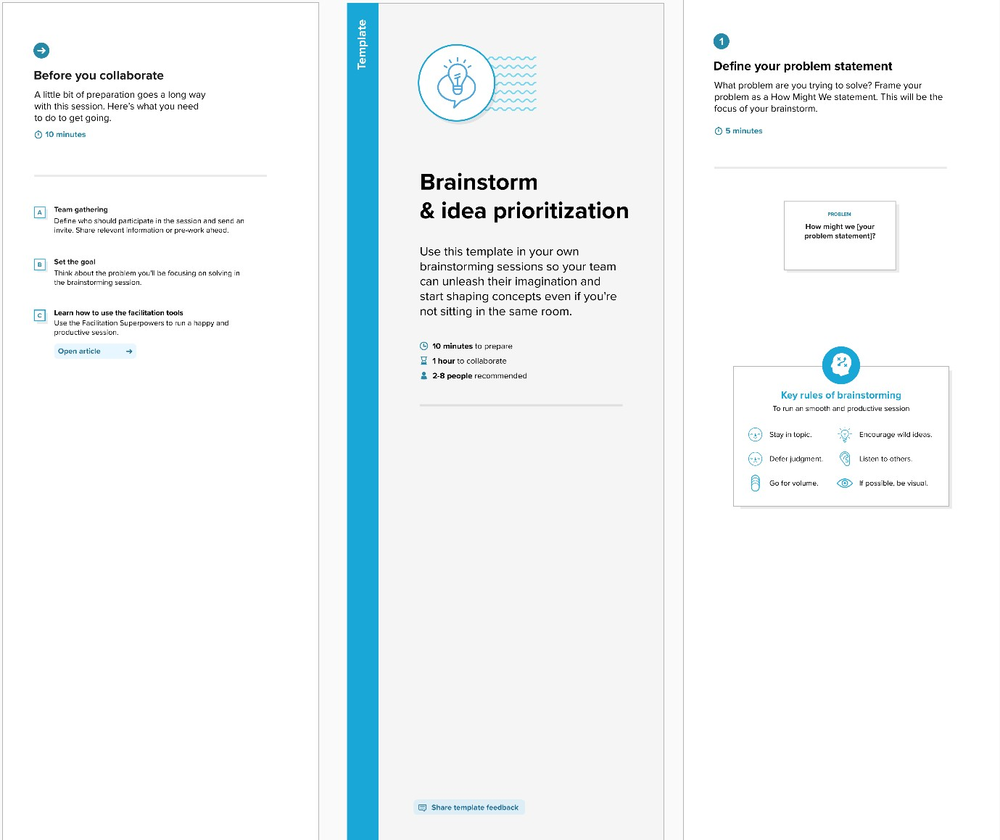 Before you collaborate
A little bit of preparation goes a long way
with this session. Here's what you need
to do to get going.
10 minutes
A
Team gathering
Define who should participate in the session and send an
invite. Share relevant information or pre-work ahead.
B
Set the goal
Think about the problem you'll be focusing on solving in
the brainstorming session.
C
Learn how to use the facilitation tools
Use the Facilitation Superpowers to run a happy and
productive session.
Open article
Template
Brainstorm
& idea prioritization
Use this template in your own
brainstorming sessions so your team
can unleash their imagination and
start shaping concepts even if you're
not sitting in the same room.
10 minutes to prepare
1 hour to collaborate
2-8 people recommended
Share template feedback
1
Define your problem statement
What problem are you trying to solve? Frame your
problem as a How Might We statement. This will be the
focus of your brainstorm.
5 minutes
PROBLEM
How might we [your
problem statement]?
Key rules of brainstorming
To run an smooth and productive session
Stay in topic.
Encourage wild ideas.
Defer judgment.
Listen to others.
Go for volume.
If possible, be visual.